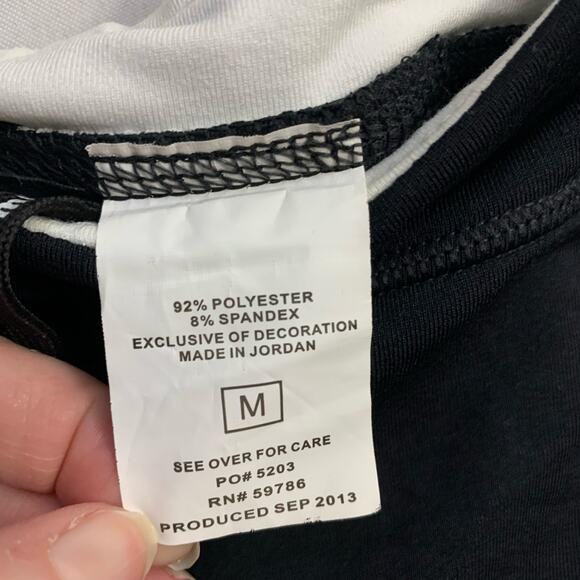 92% POLYESTER
8% SPANDEX
EXCLUSIVE OF DECORATION
MADE IN JORDAN
M
SEE OVER FOR CARE
PO# 5203
RN# 59786
PRODUCED SEP 2013